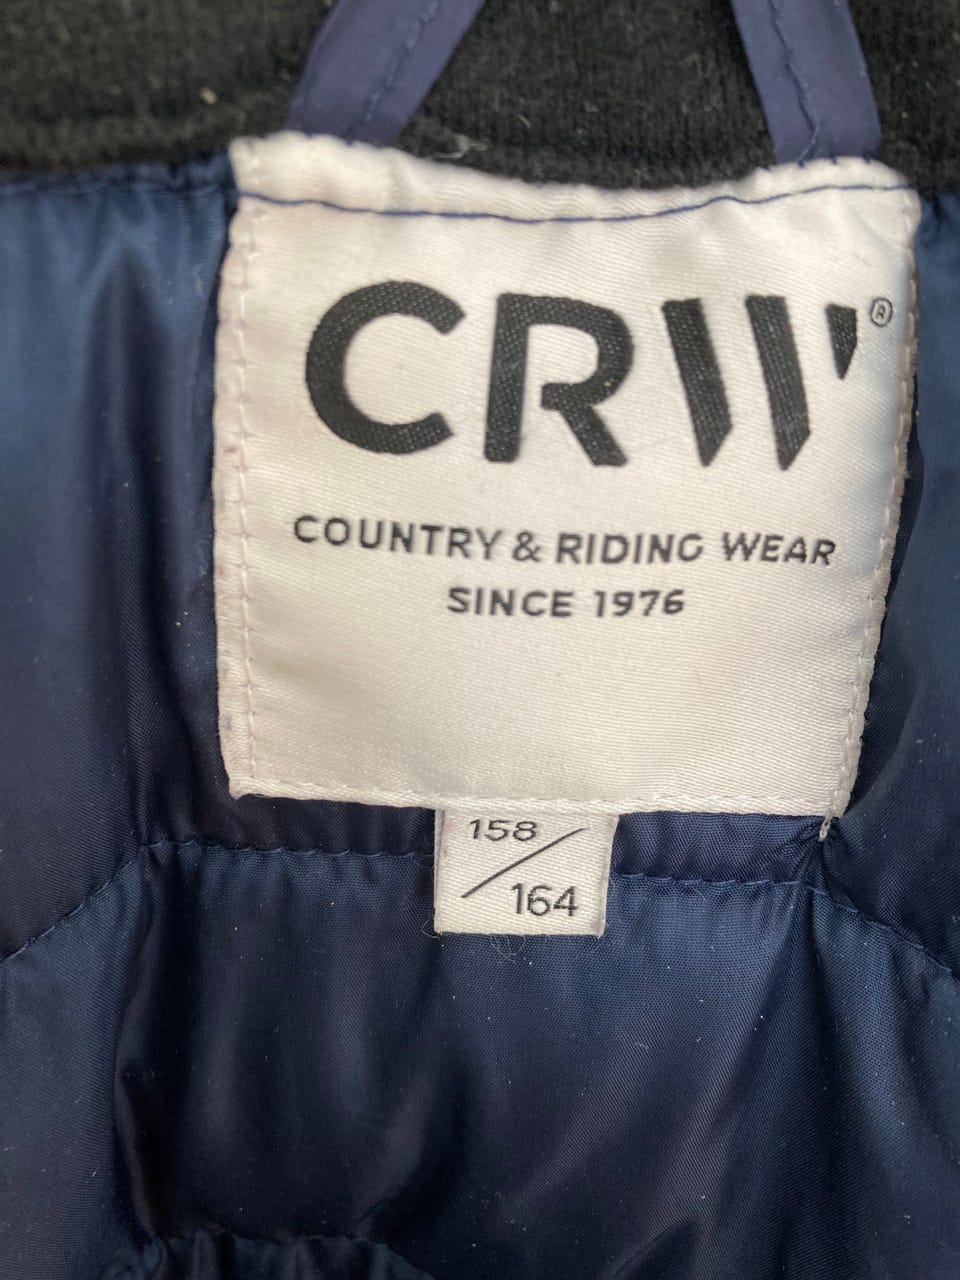 CRW®
COUNTRY & RIDING WEAR
SINCE 1976
158/
164